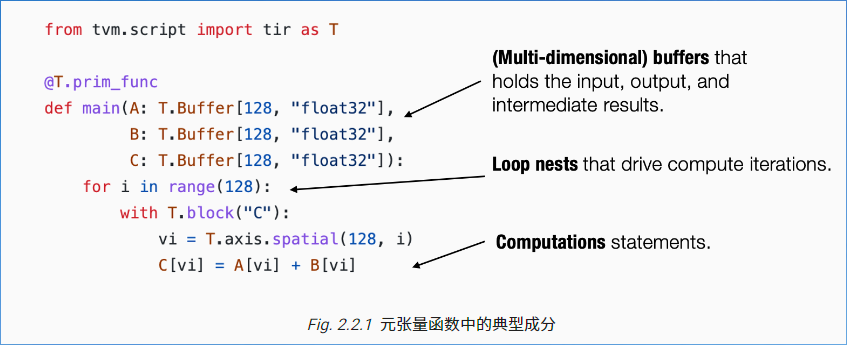 from tvm.script import tir as T
@T.prim_func
def main(A: T.Buffer[128, "float32"],
B: T.Buffer[128, "float32"],
C: T.Buffer[128, "float32"]):
for i in range(128):
with T.block("C"):
vi = T.axis.spatial(128, i)
C[vi] = A[vi] + B[vi]
(Multi-dimensional) buffers that
holds the input, output, and
intermediate results.
Loop nests that drive compute iterations.
Computations statements.
Fig. 2.2.1 元张量函数中的典型成分